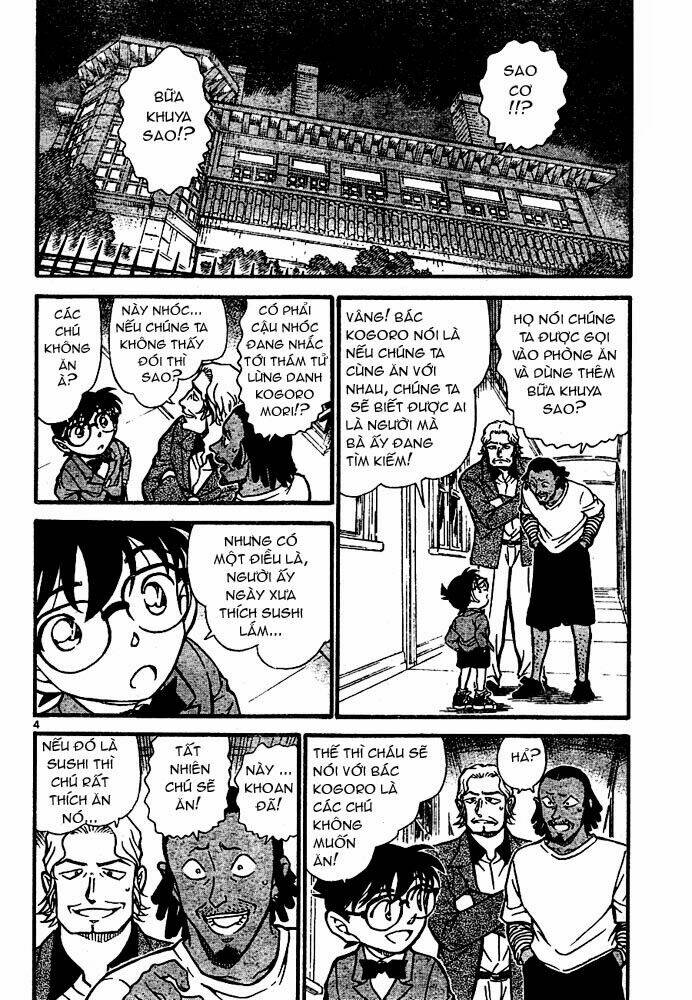 SAO
CƠ
!!?
BỮA
KHUYA
SAO!?
HỌ NÓI CHÚNG
TA ĐƯỢC GỌI
VÀO PHÒNG ĂN
VÀ DÙNG THÊM
BỮA KHUYA
SAO?
VÂNG! BÁC
KOGORO NÓI LÀ
NẾU CHÚNG TA
CÙNG ĂN VỚI
NHAU, CHÚNG TA
SẼ BIẾT ĐƯỢC AI
LÀ NGƯỜI MÀ
BÀ ẤY ĐANG
TÌM KIẾM!
CÓ PHẢI
CẬU NHÓC
ĐANG NHẮC
TỚI THÁM TỬ
LỪNG DANH
KOGORO
MORI!?
NÀY NHÓC...
NẾU CHÚNG TA
KHÔNG THẤY
ĐÓI THÌ
SAO?
CÁC
CHÚ
KHÔNG
ĂN
À?
NHƯNG CÓ
MỘT ĐIỀU LÀ,
NGƯỜI ẤY
NGÀY XƯA
THÍCH SUSHI
LẮM...
4
HẢ?
THẾ THÌ CHÁU SẼ
NÓI VỚI BÁC
KOGORO LÀ
CÁC CHÚ
KHÔNG
MUỐN
ĂN!
NÀY ...
KHOAN
ĐÃ!
TẤT
NHIÊN
CHÚ SẼ
ĂN!
NẾU ĐÓ LÀ
SUSHI THÌ
CHÚ RẤT
THÍCH ĂN
NÓ...